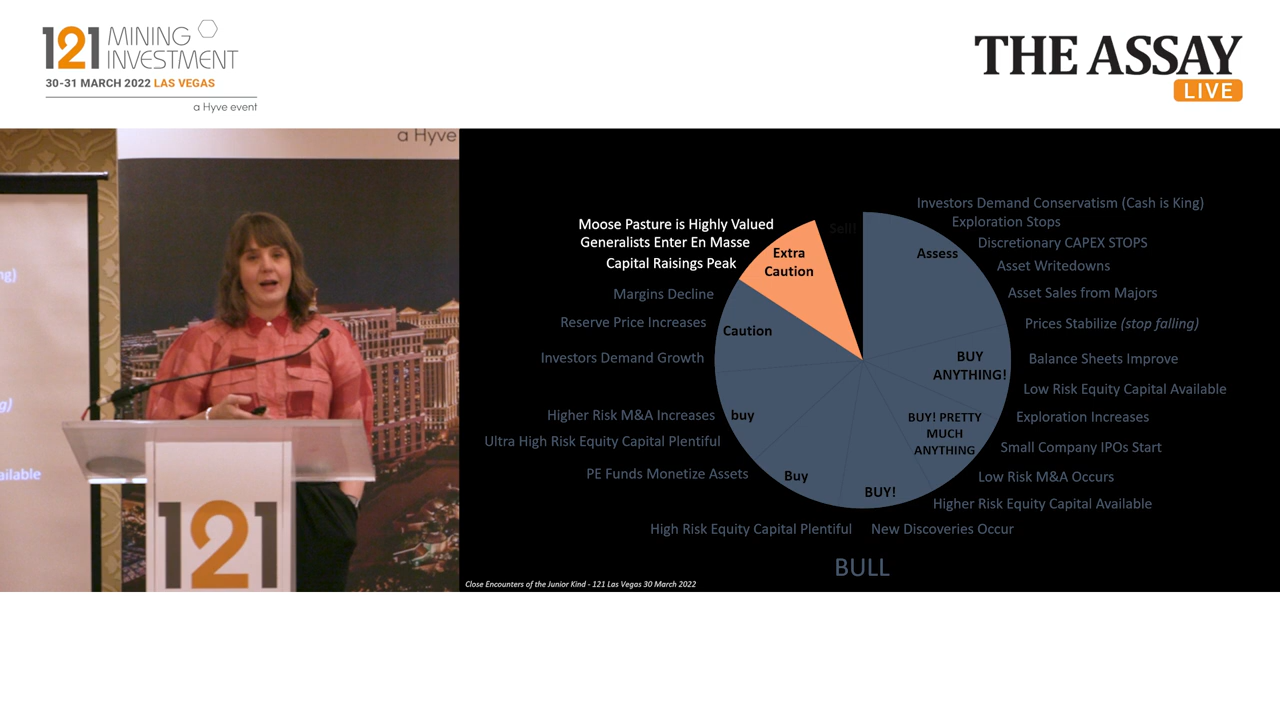 121 MINING
INVESTMENT
30-31 MARCH 2022 LAS VEGAS
a Hyve event
THE ASSAY
LIVE
a Hyve
ng)
g)
ailable
121
Investors Demand Conservatism (Cash is King)
Exploration Stops
Discretionary CAPEX STOPS
Asset Writedowns
Asset Sales from Majors
Prices Stabilize (stop falling)
Balance Sheets Improve
Low Risk Equity Capital Available
Exploration Increases
Small Company IPOs Start
Low Risk M&A Occurs
Higher Risk Equity Capital Available
New Discoveries Occur
High Risk Equity Capital Plentiful
PE Funds Monetize Assets
Ultra High Risk Equity Capital Plentiful
Higher Risk M&A Increases
Investors Demand Growth
Reserve Price Increases
Margins Decline
Capital Raisings Peak
Generalists Enter En Masse
Moose Pasture is Highly Valued
Sell!
Assess
BUY
ANYTHING!
BUY! PRETTY
MUCH
ANYTHING
BUY!
Buy
buy
Caution
Extra
Caution
BULL
Close Encounters of the Junior Kind - 121 Las Vegas 30 March 2022